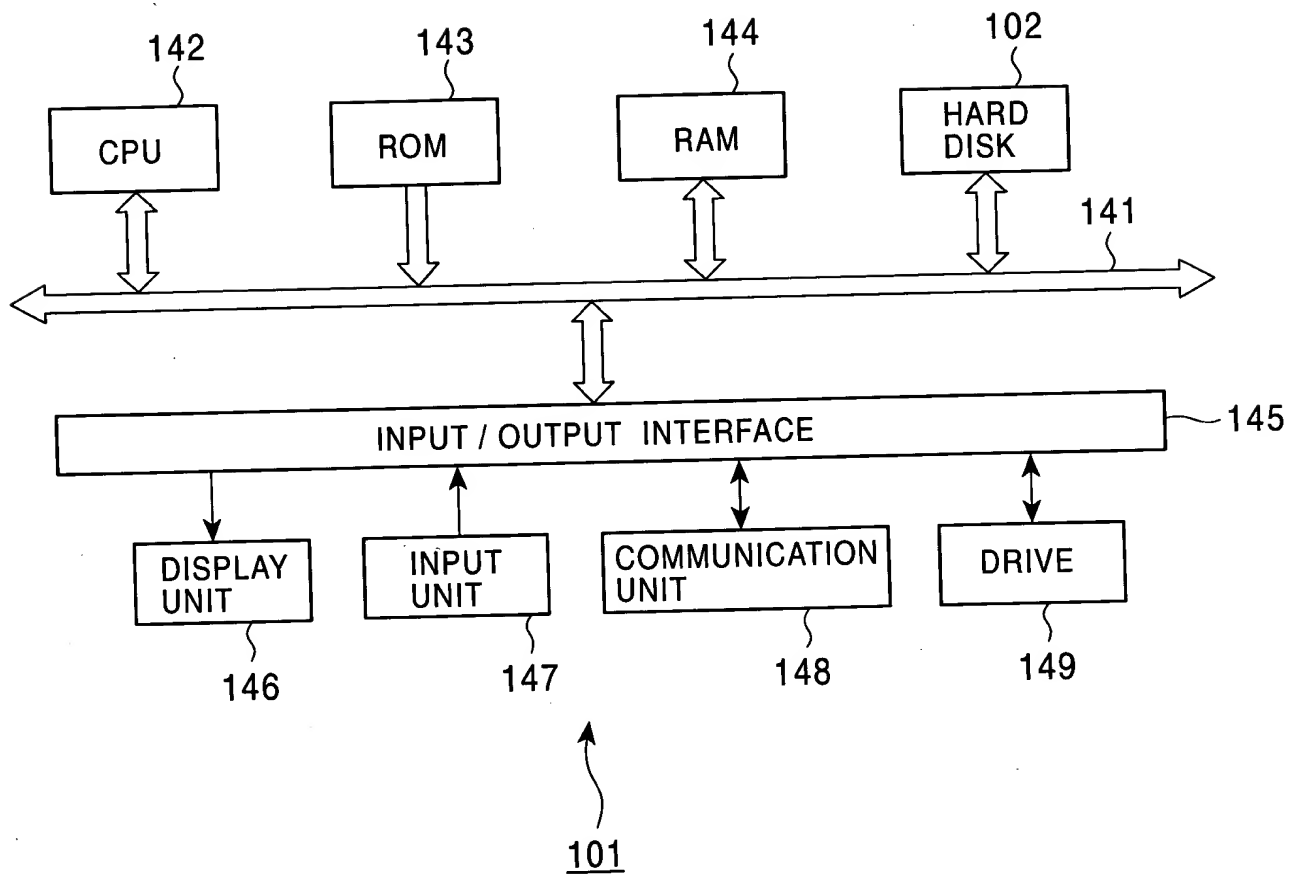 142
143
144
102
CPU
ROM
RAM
HARD
DISK
141
INPUT / OUTPUT INTERFACE
145
DISPLAY
UNIT
INPUT
UNIT
COMMUNICATION
UNIT
DRIVE
146
147
148
149
101